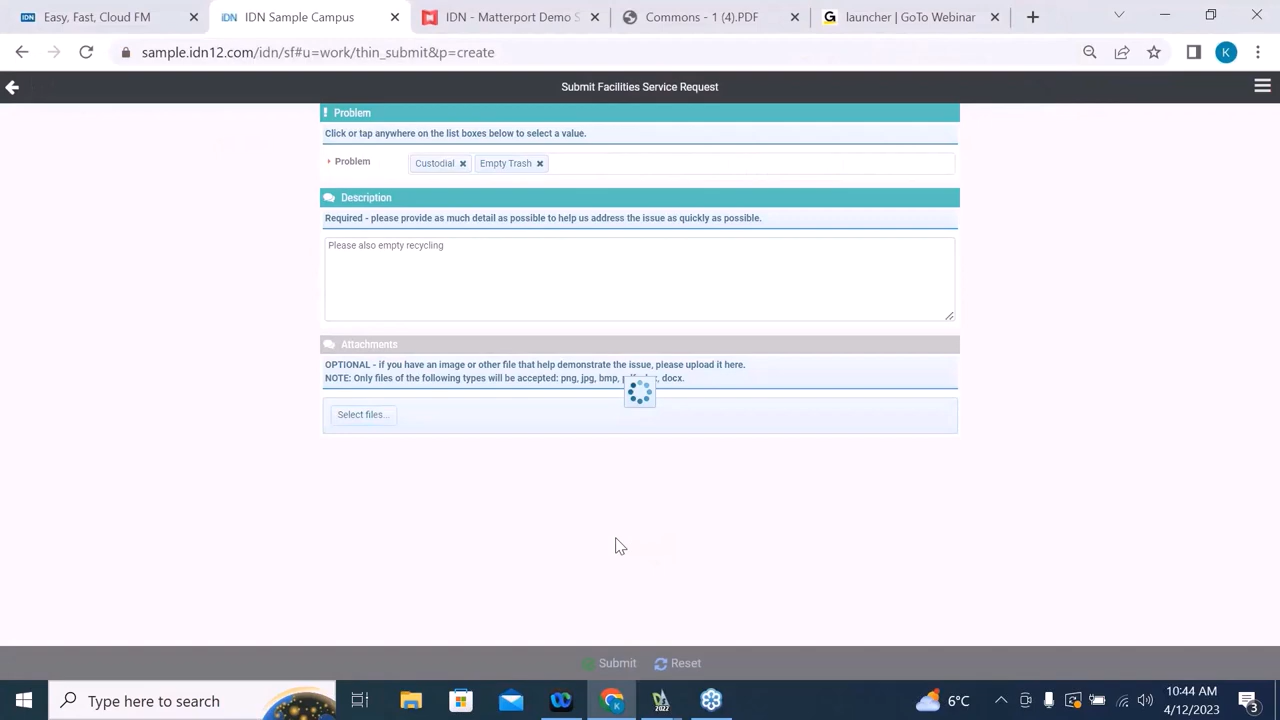 Easy, Fast, Cloud FM
IDN Sample Campus
IDN - Matterport Demo S
Commons - 1 (4).PDF
launcher | GoTo Webinar
sample.idn12.com/idn/sf#u=work/thin_submit&p=create
K
Submit Facilities Service Request
Problem
Click or tap anywhere on the list boxes below to select a value.
Problem
Custodial
Empty Trash
Description
Required - please provide as much detail as possible to help us address the issue as quickly as possible.
Please also empty recycling
Attachments
OPTIONAL - if you have an image or other file that help demonstrate the issue, please upload it here.
NOTE: Only files of the following types will be accepted: png, jpg, bmp, docx.
Select files...
Submit
Reset
Type here to search
6°C
10:44 AM
4/12/2023
3